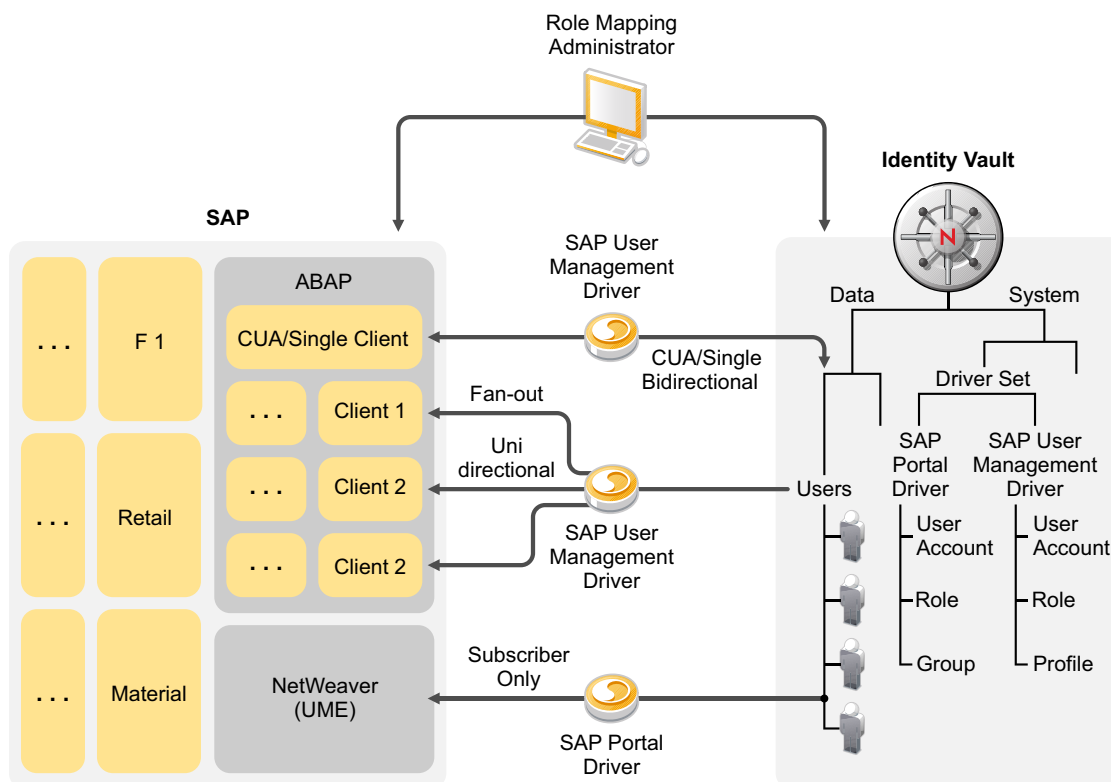 Role Mapping
Administrator
Identity Vault
N
SAP
ABAP
. . .
F 1
CUA/Single Client
. . .
Client 1
. . .
Retail
. . .
Client 2
. . .
Client 2
. . .
Material
NetWeaver
(UME)
SAP User
Management
Driver
CUA/Single
Bidirectional
Fan-out
Uni
directional
SAP User
Management
Driver
Subscriber
Only
SAP Portal
Driver
Data
System
Driver Set
Users
SAP
Portal
Driver
User
Account
Role
Group
SAP User
Management
Driver
User
Account
Role
Profile